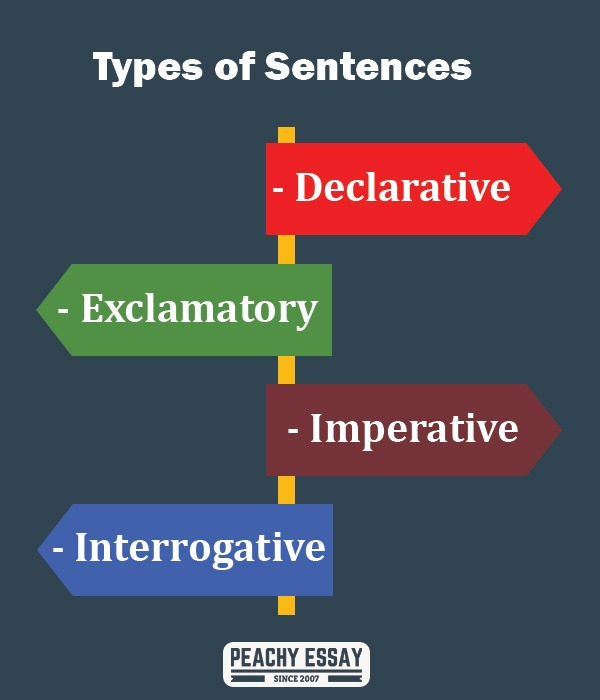 Types of Sentences
- Declarative
- Exclamatory
- Imperative
- Interrogative
PEACHY ESSAY
SINCE 2007